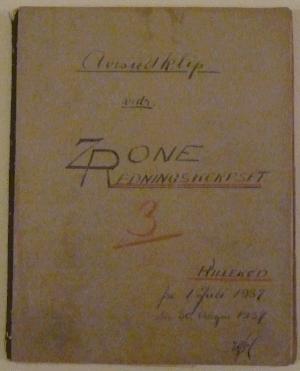 Avisudklip
vedr.
ZONE
REDNINGSKORPSET
3
HILLERØD
fra 1 juli 1937